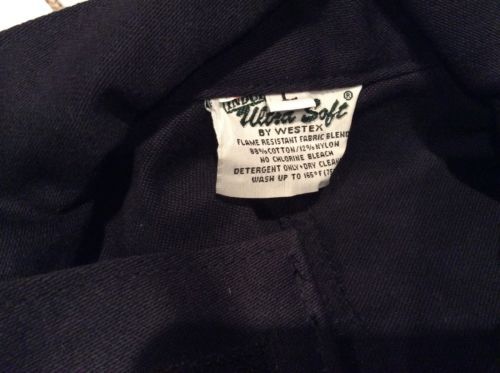 INDURA L
Ultra Soft®
BY WESTEX
FLAME RESISTANT FABRIC BLEND
88%COTTON/12%NYLON
NO CHLORINE BLEACH
DETERGENT ONLY-DRY CLEAN
WASH UP TO 165°F